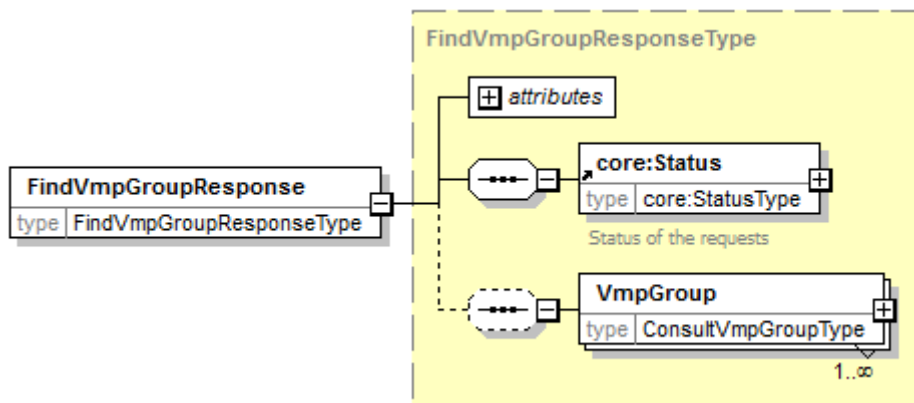 FindVmpGroupResponseType
attributes
core:Status
type core:StatusType
Status of the requests
FindVmpGroupResponse
type FindVmpGroupResponseType
VmpGroup
type ConsultVmpGroupType
1..∞